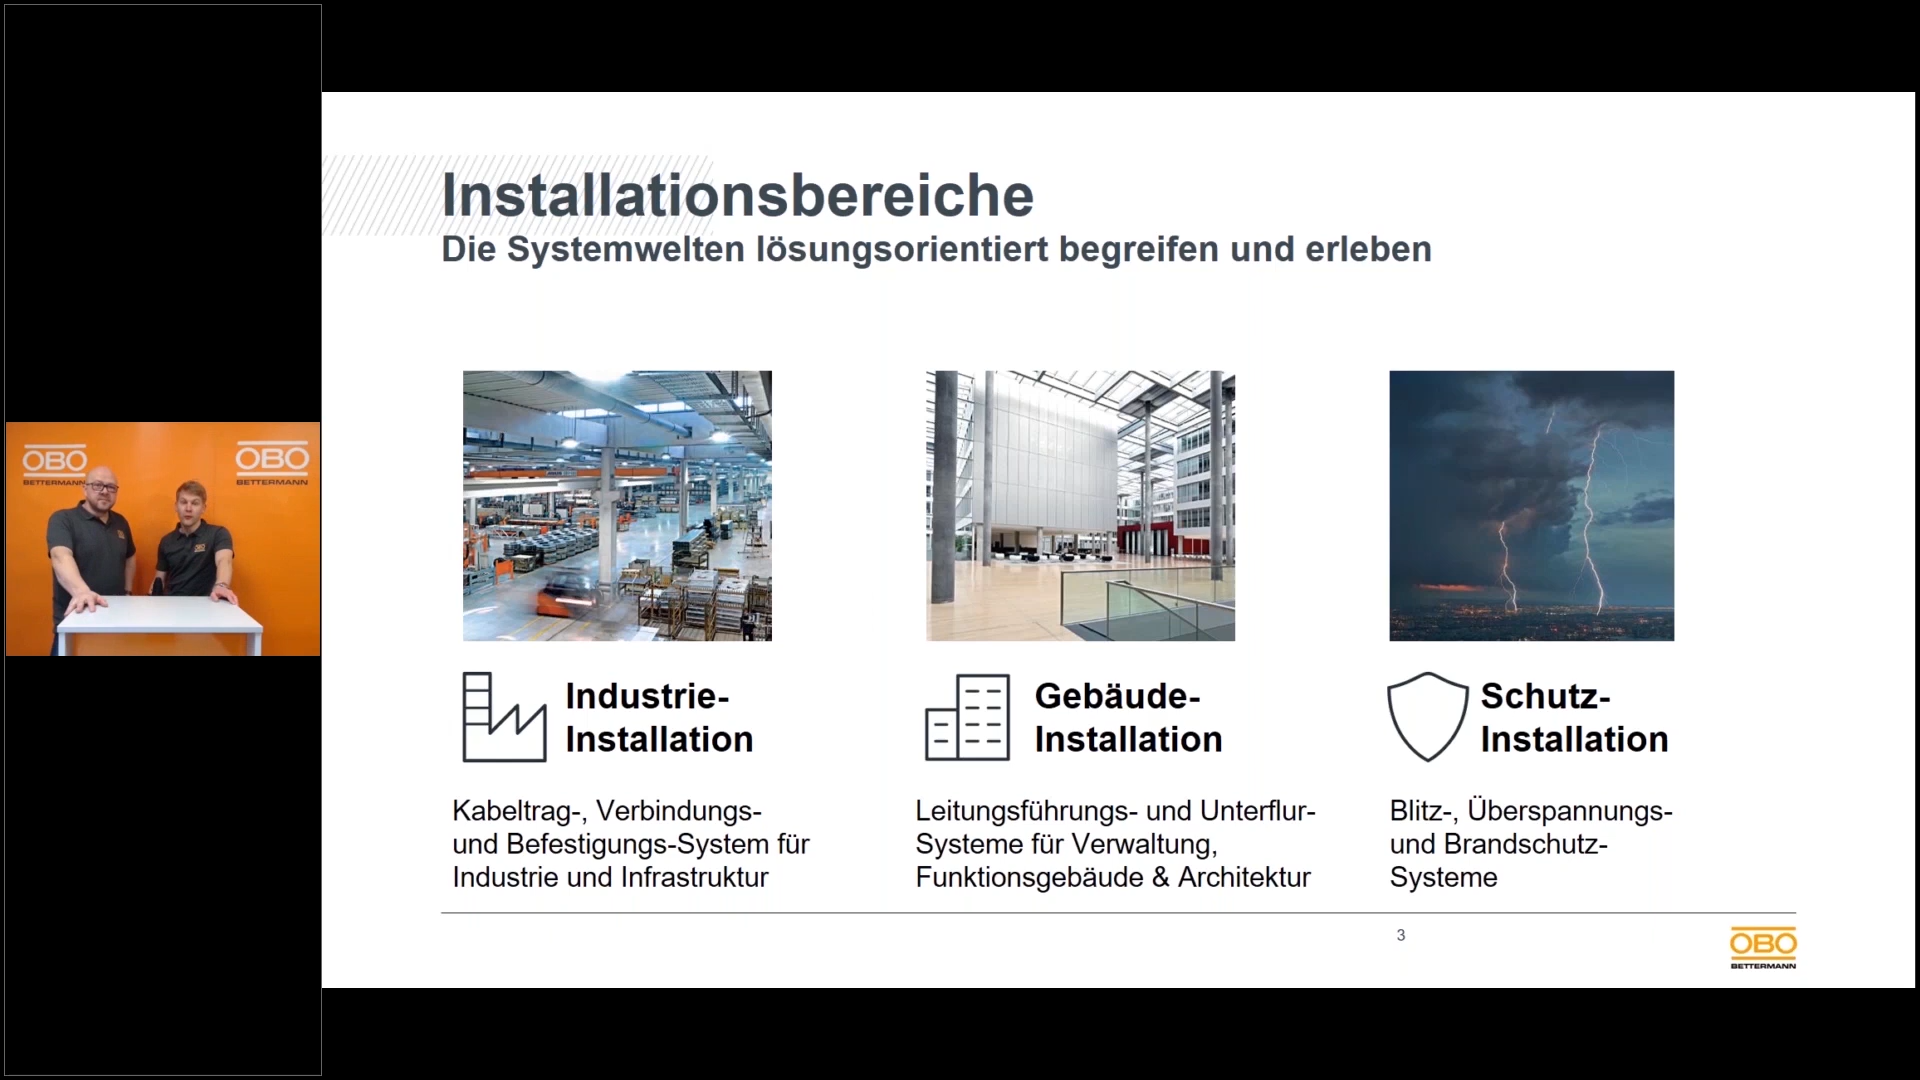 Installationsbereiche
Die Systemwelten lösungsorientiert begreifen und erleben
OBO
BETTERMANN
OBO
BETTERMANN
Industrie-
Installation
Kabeltrag-, Verbindungs-
und Befestigungs-System für
Industrie und Infrastruktur
Gebäude-
Installation
Leitungsführungs- und Unterflur-
Systeme für Verwaltung,
Funktionsgebäude & Architektur
Schutz-
Installation
Blitz-, Überspannungs-
und Brandschutz-
Systeme
3
OBO
BETTERMANN